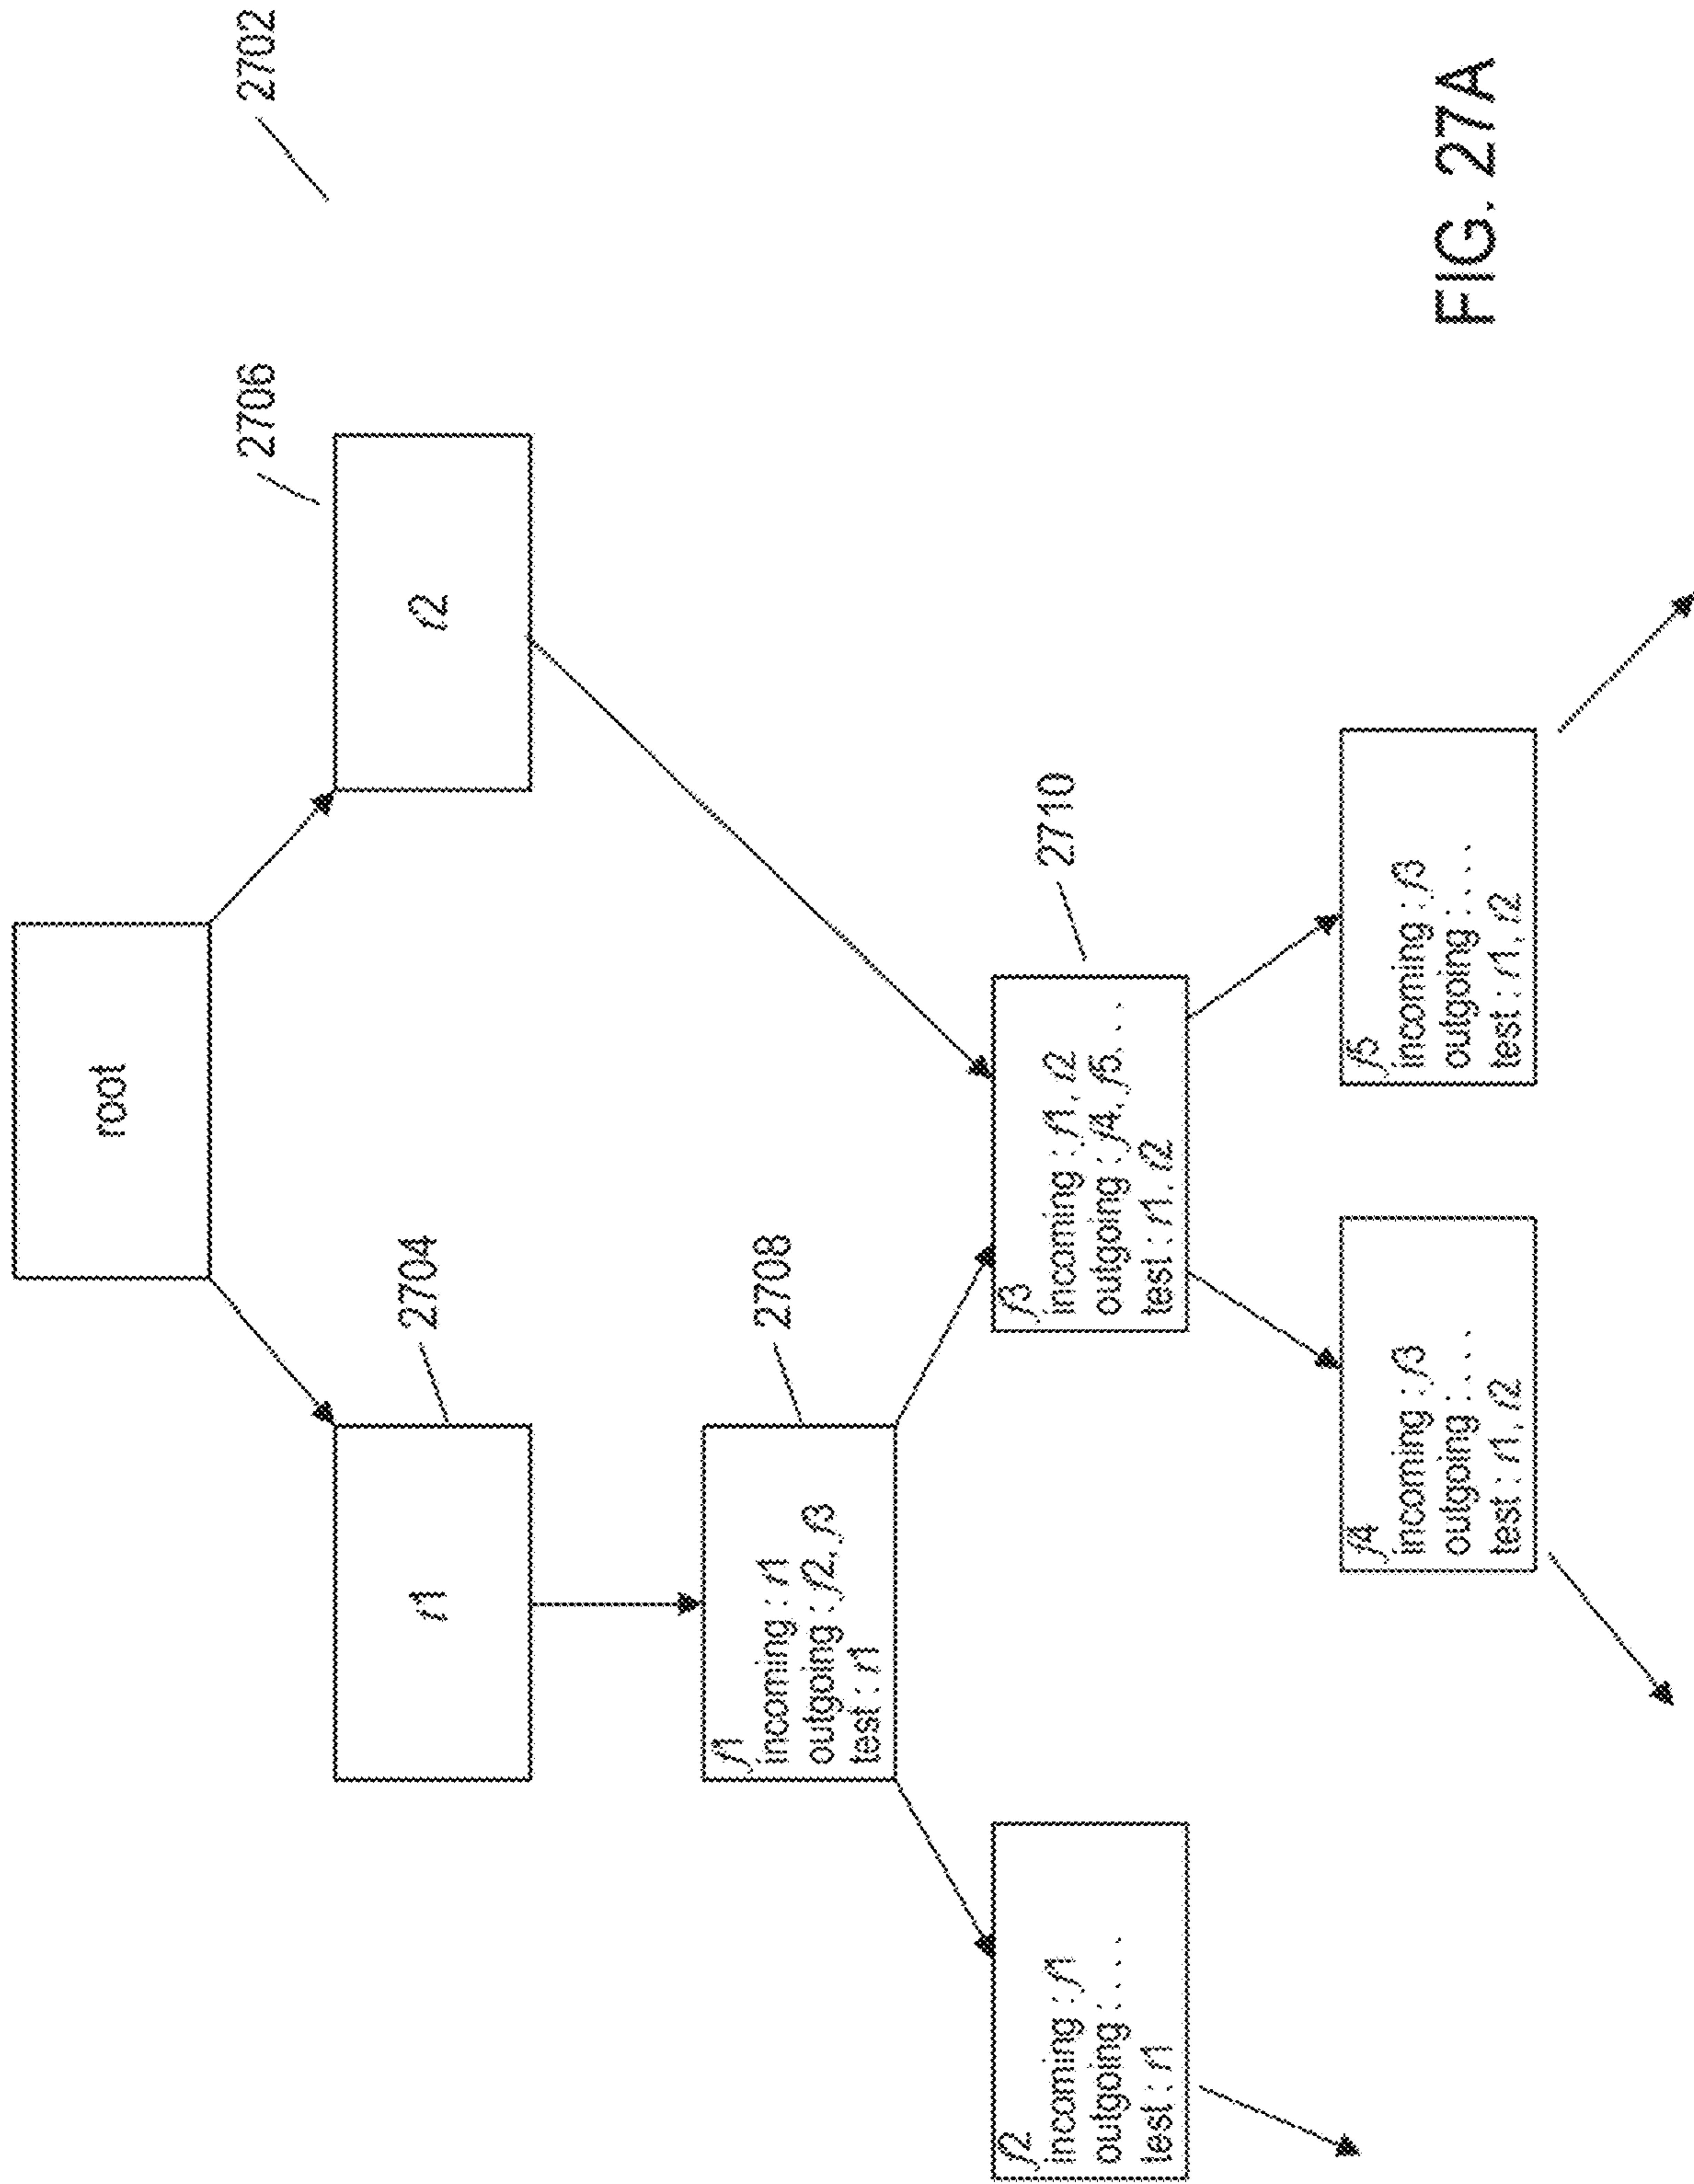 root
2702
2706
t1
2704
t2
f1
incoming : t1
outgoing : f2, f3
test : t1
2708
f2
incoming : f1
outgoing : . . .
test : t1
f3
incoming : f1, t2
outgoing : f4, f5, . . .
test : t1, t2
2710
f4
incoming : f3
outgoing : . . .
test : t1, t2
f5
incoming : f3
outgoing : . . .
test : t1, t2
FIG. 27A